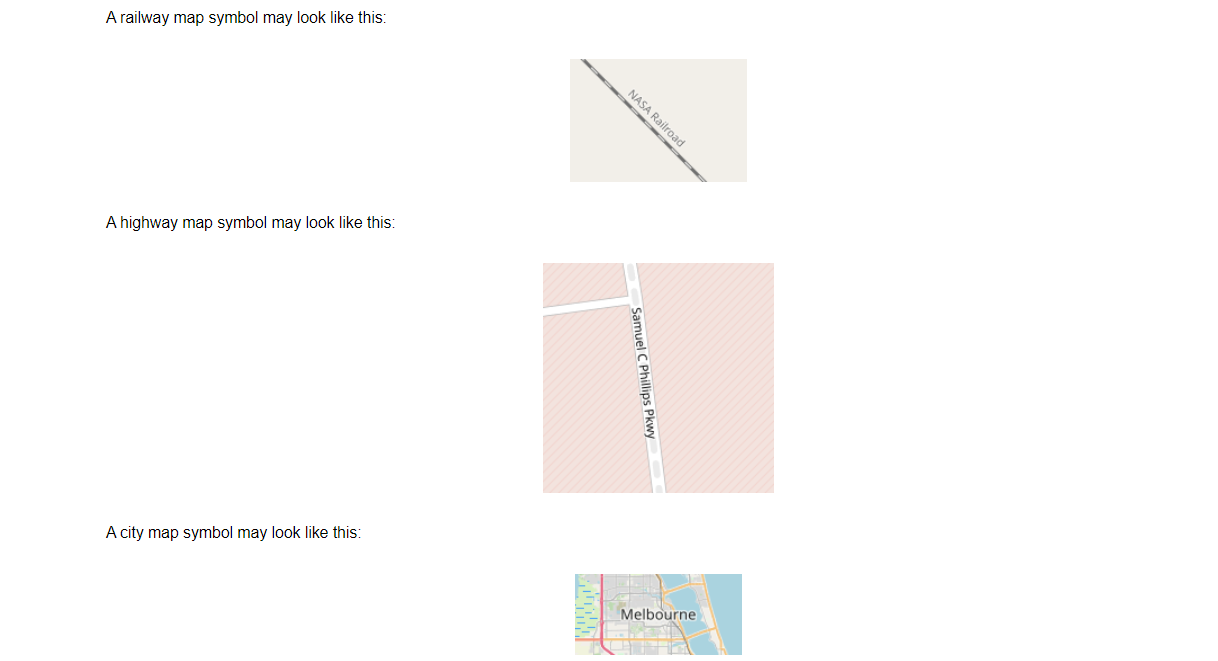 A railway map symbol may look like this:
NASA Railroad
A highway map symbol may look like this:
Samuel C Phillips Pkwy
A city map symbol may look like this:
Melbourne